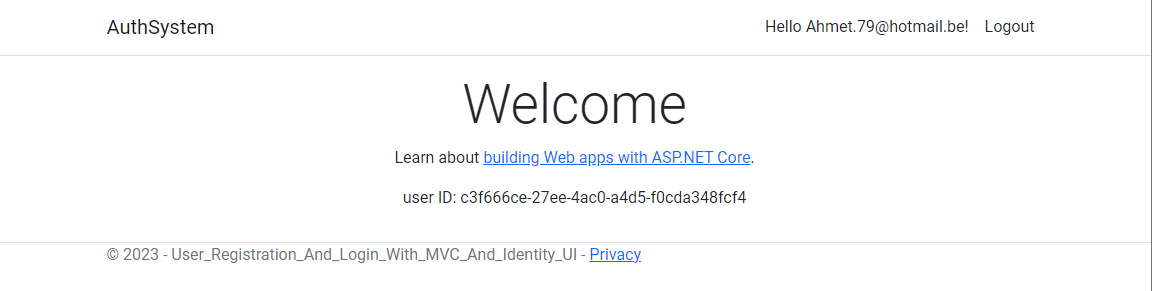 AuthSystem Hello Ahmet.79@hotmail.be! Logout
Welcome
Learn about building Web apps with ASP.NET Core.
user ID: c3f666ce-27ee-4ac0-a4d5-f0cda348fcf4
© 2023 - User_Registration_And_Login_With_MVC_And_Identity_UI - Privacy